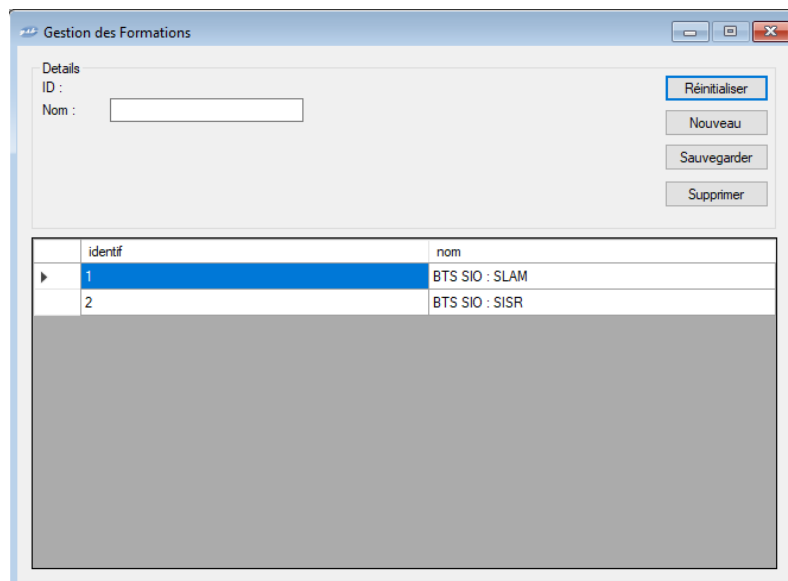 Gestion des Formations
Details
ID :
Nom :
Réinitialiser
Nouveau
Sauvegarder
Supprimer
identif nom
1 BTS SIO : SLAM
2 BTS SIO : SISR